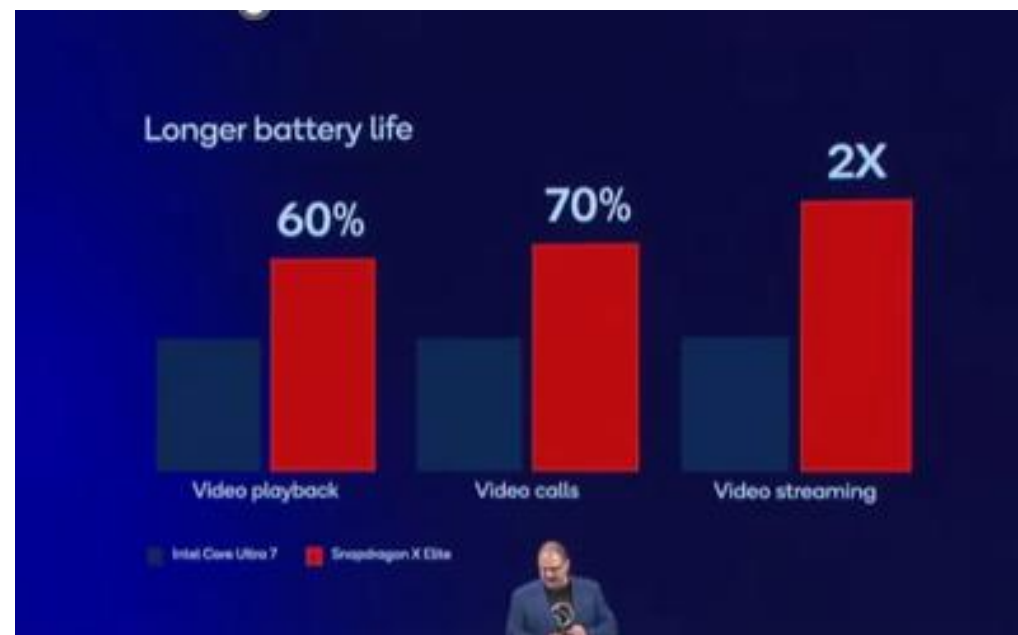 Longer battery life
60%
70%
2X
Video playback
Video calls
Video streaming
Intel Core Ultra 7
Snapdragon X Elite